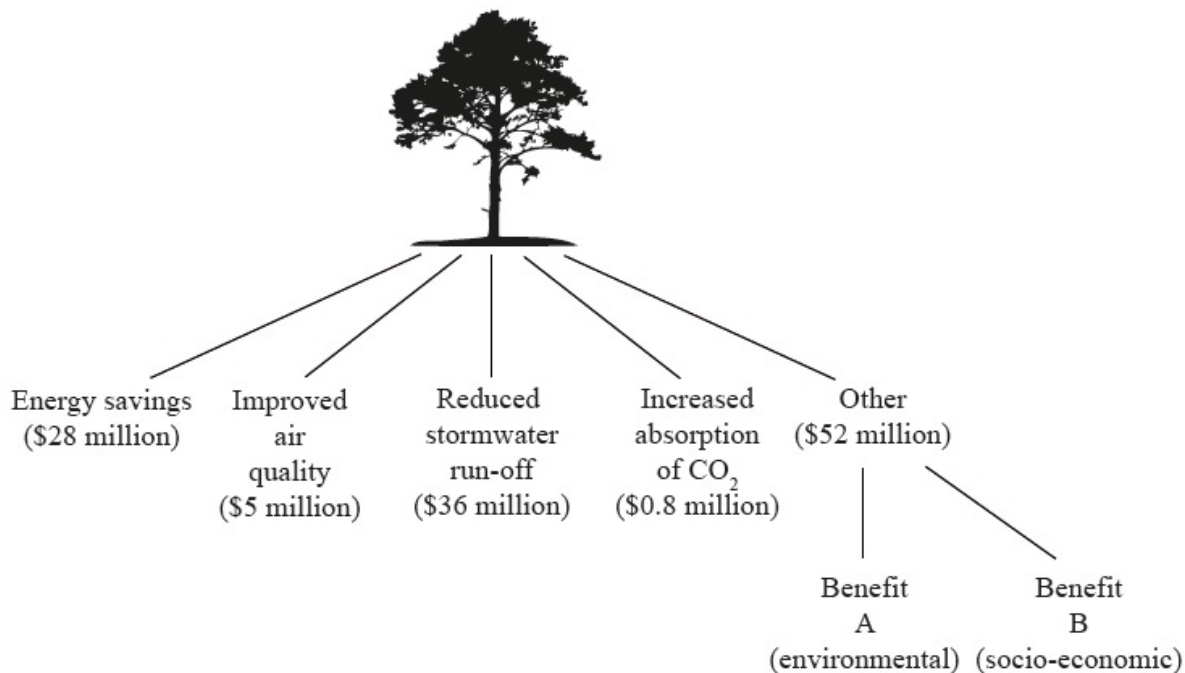 Energy savings
($28 million)
Improved
air
quality
($5 million)
Reduced
stormwater
run-off
($36 million)
Increased
absorption
of CO₂
($0.8 million)
Other
($52 million)
Benefit
A
(environmental)
Benefit
B
(socio-economic)